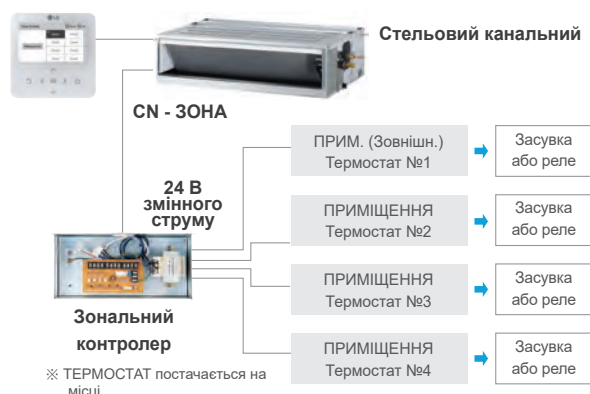 LG
Стельовий канальний
CN - ЗОНА
24 В
змінного
струму
ПРИМ. (Зовнішн.)
Термостат №1
Засувка
або реле
ПРИМІЩЕННЯ
Термостат №2
Засувка
або реле
ПРИМІЩЕННЯ
Термостат №3
Засувка
або реле
ПРИМІЩЕННЯ
Термостат №4
Засувка
або реле
Зональний
контролер
※ ТЕРМОСТАТ постачається на
місці